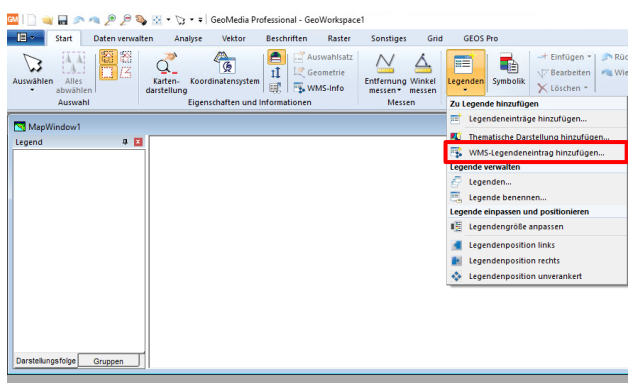 GM GeoMedia Professional - GeoWorkspace1
Start Daten verwalten Analyse Vektor Beschriften Raster Sonstiges Grid GEOS Pro
Auswählen Alles abwählen
Karten-darstellung Koordinatensystem
Auswahlsatz
Geometrie
WMS-Info
Entfernung messen Winkel messen
Legenden Symbolik
Einfügen
Bearbeiten
Löschen
Rüc
Wie
Auswahl Eigenschaften und Informationen Messen
Zu Legende hinzufügen
Legendeneinträge hinzufügen...
Thematische Darstellung hinzufügen...
WMS-Legendeneintrag hinzufügen...
Legende verwalten
Legenden...
Legende benennen...
Legende einpassen und positionieren
Legendengröße anpassen
Legendenposition links
Legendenposition rechts
Legendenposition unverankert
MapWindow1
Legend
Darstellungsfolge Gruppen